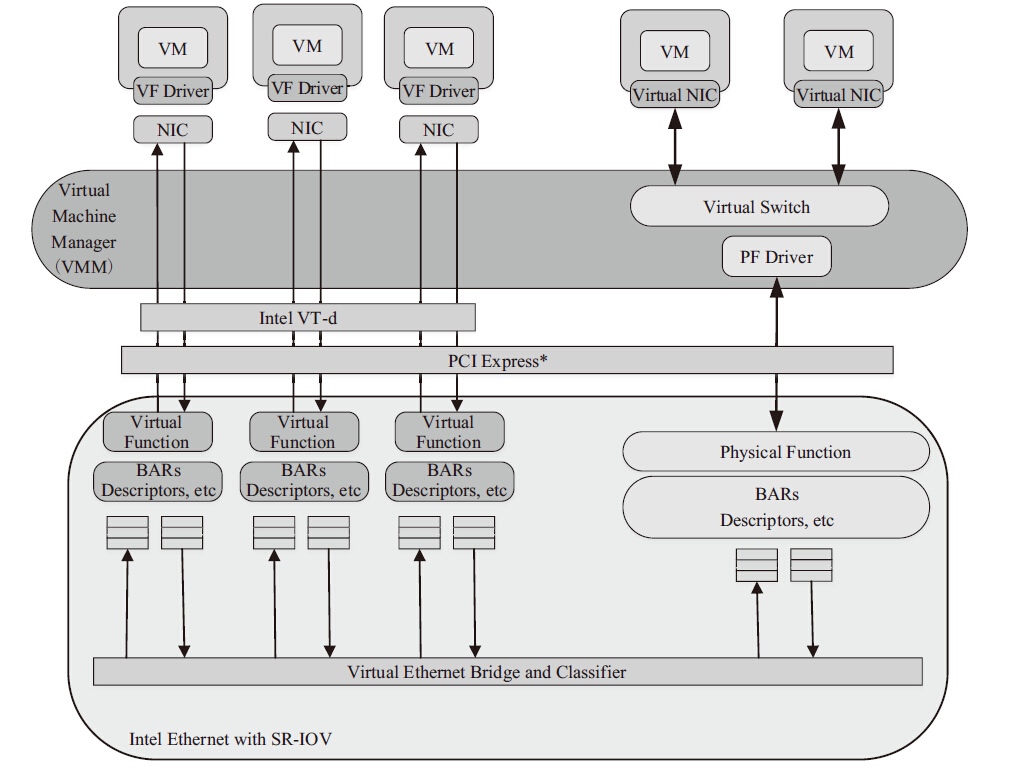 VM
VM
VM
VM
VM
VF Driver
VF Driver
VF Driver
Virtual NIC
Virtual NIC
NIC
NIC
NIC
Virtual
Machine
Manager
（VMM）
Virtual Switch
PF Driver
Intel VT-d
PCI Express*
Virtual
Function
Virtual
Function
Virtual
Function
Physical Function
BARs
Descriptors, etc
BARs
Descriptors, etc
BARs
Descriptors, etc
BARs
Descriptors, etc
Virtual Ethernet Bridge and Classifier
Intel Ethernet with SR-IOV